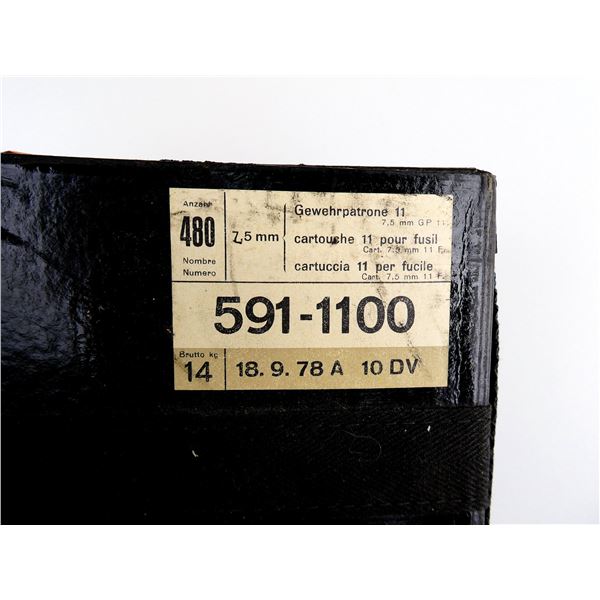 Anzahl
480
Nombre
Numero
7,5 mm
Gewehrpatrone 11
7,5 mm GP 11
cartouche 11 pour fusil
Cart. 7,5 mm 11 F.
cartuccia 11 per fucile
Cart. 7,5 mm 11 F.
591-1100
Brutto kg
14
18. 9. 78 A 10 DV